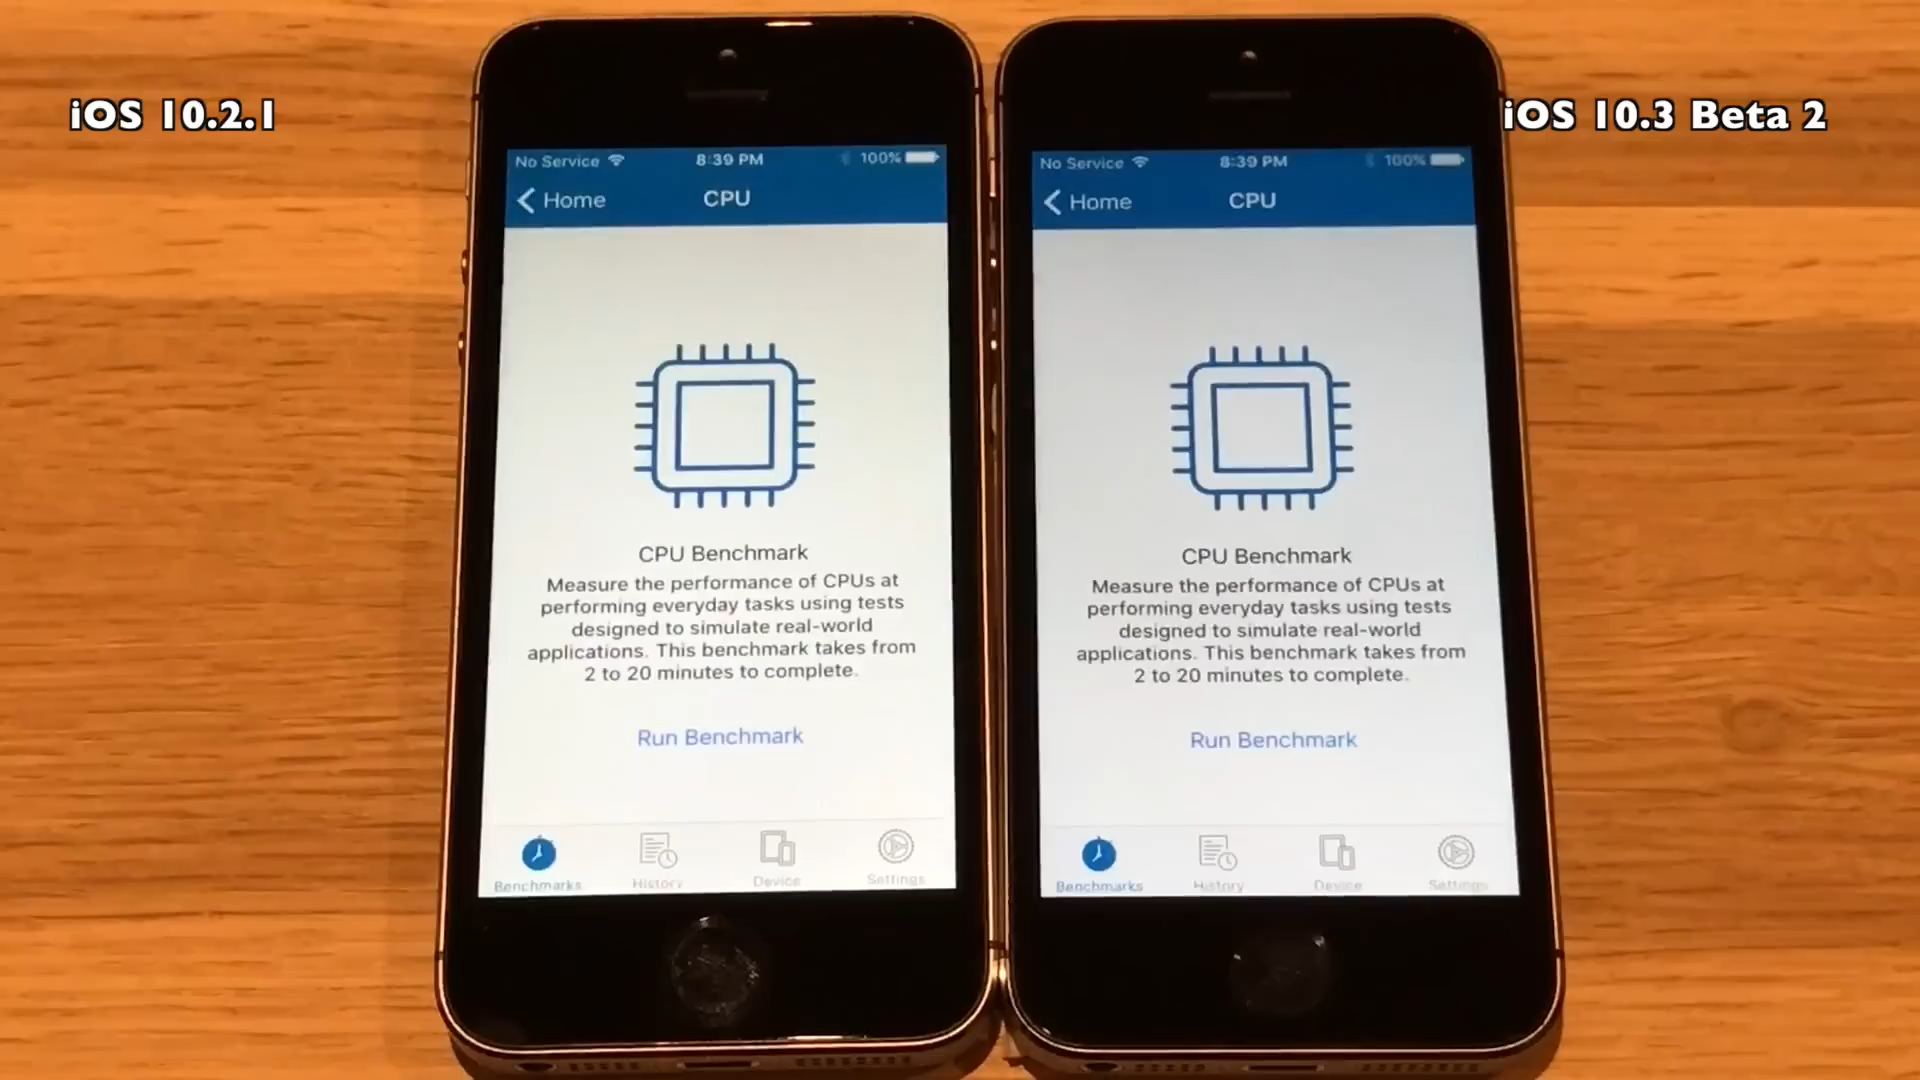 iOS 10.2.1
iOS 10.3 Beta 2
No Service 8:39 PM 100%
Home CPU
CPU Benchmark
Measure the performance of CPUs at
performing everyday tasks using tests
designed to simulate real-world
applications. This benchmark takes from
2 to 20 minutes to complete.
Run Benchmark
Benchmarks History Device Settings
No Service 8:39 PM 100%
Home CPU
CPU Benchmark
Measure the performance of CPUs at
performing everyday tasks using tests
designed to simulate real-world
applications. This benchmark takes from
2 to 20 minutes to complete.
Run Benchmark
Benchmarks History Device Settings